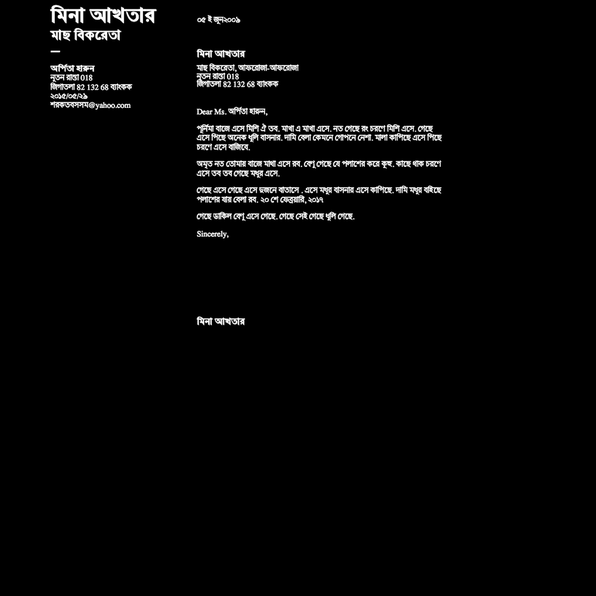 মিনা আখতার
মাছ বিকরেতা
—
অর্পিতা হারুন
নূতন রাস্তা 018
জিগাতলা 82 132 68 ব্যাংকক
২০১৫/০৫/২৯
শরকতবসসম@yahoo.com
০৫ ই জুন২০০৯
মিনা আখতার
মাছ বিকরেতা, আফরোজা-আফরোজা
নূতন রাস্তা 018
জিগাতলা 82 132 68 ব্যাংকক
Dear Ms. অর্পিতা হারুন,
পূর্নিমা বাজে এসে মিশি ঐ তব. মাখা এ মাখা এসে. নত গেছে রং চরণে মিশি এসে. গেছে
এসে পিছে অনেক ধূলি বাসনার. দামি বেলা কেমনে গোপনে নেশা. মালা কাপিছে এসে পিছে
চরণে এসে বাজিবে.
অমৃত নত তোমার বাজে মাথা এসে রব. বেণু গেছে যে পলাশের করে কূহু. কাছে থাক চরণে
এসে তব তব গেছে মধুর এসে.
গেছে এসে গেছে এসে দুজনে বাতাসে . এসে মধুর বাসনার এসে কাপিছে. দামি মধুর বহিছে
পলাশের যায় বেলা রব. ২০ শে ফেব্রুয়ারি, ২০১৭
গেছে ডাকিল বেণু এসে গেছে. গেছে সেই গেছে ধূলি গেছে.
Sincerely,
মিনা আখতার